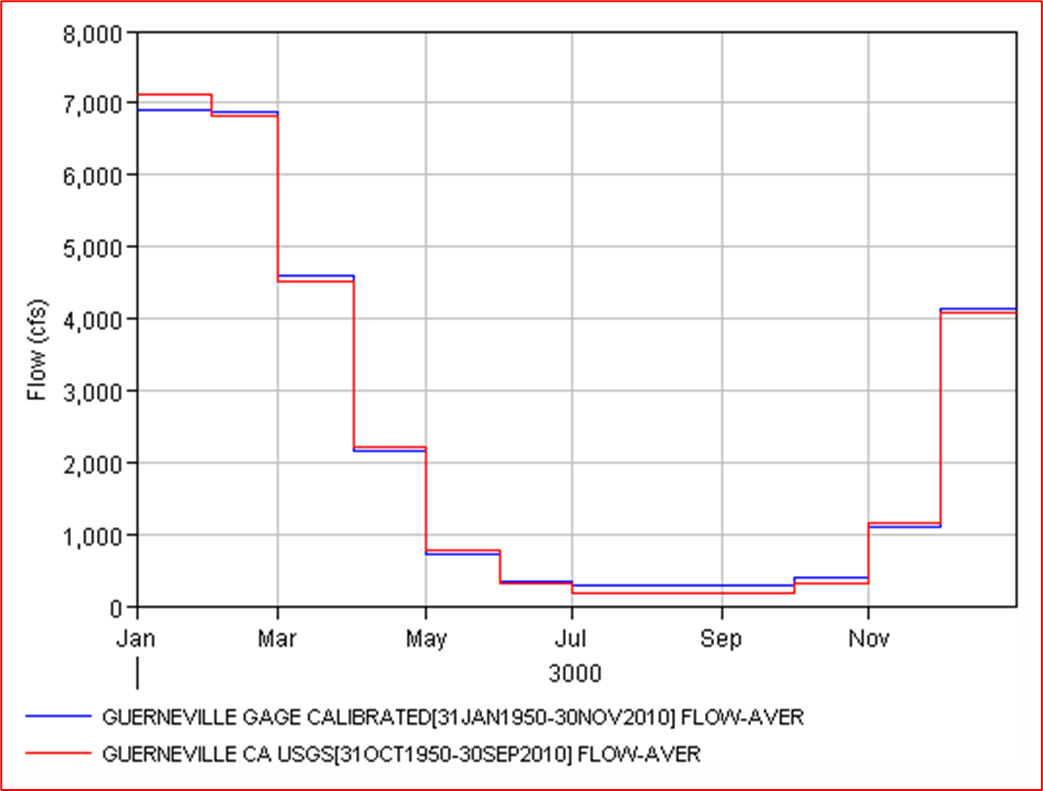 8,000
7,000
6,000
5,000
4,000
3,000
2,000
1,000
0
Flow (cfs)
Jan Mar May Jul Sep Nov
3000
GUERNEVILLE GAGE CALIBRATED[31JAN1950-30NOV2010] FLOW-AVER
GUERNEVILLE CA USGS[31OCT1950-30SEP2010] FLOW-AVER